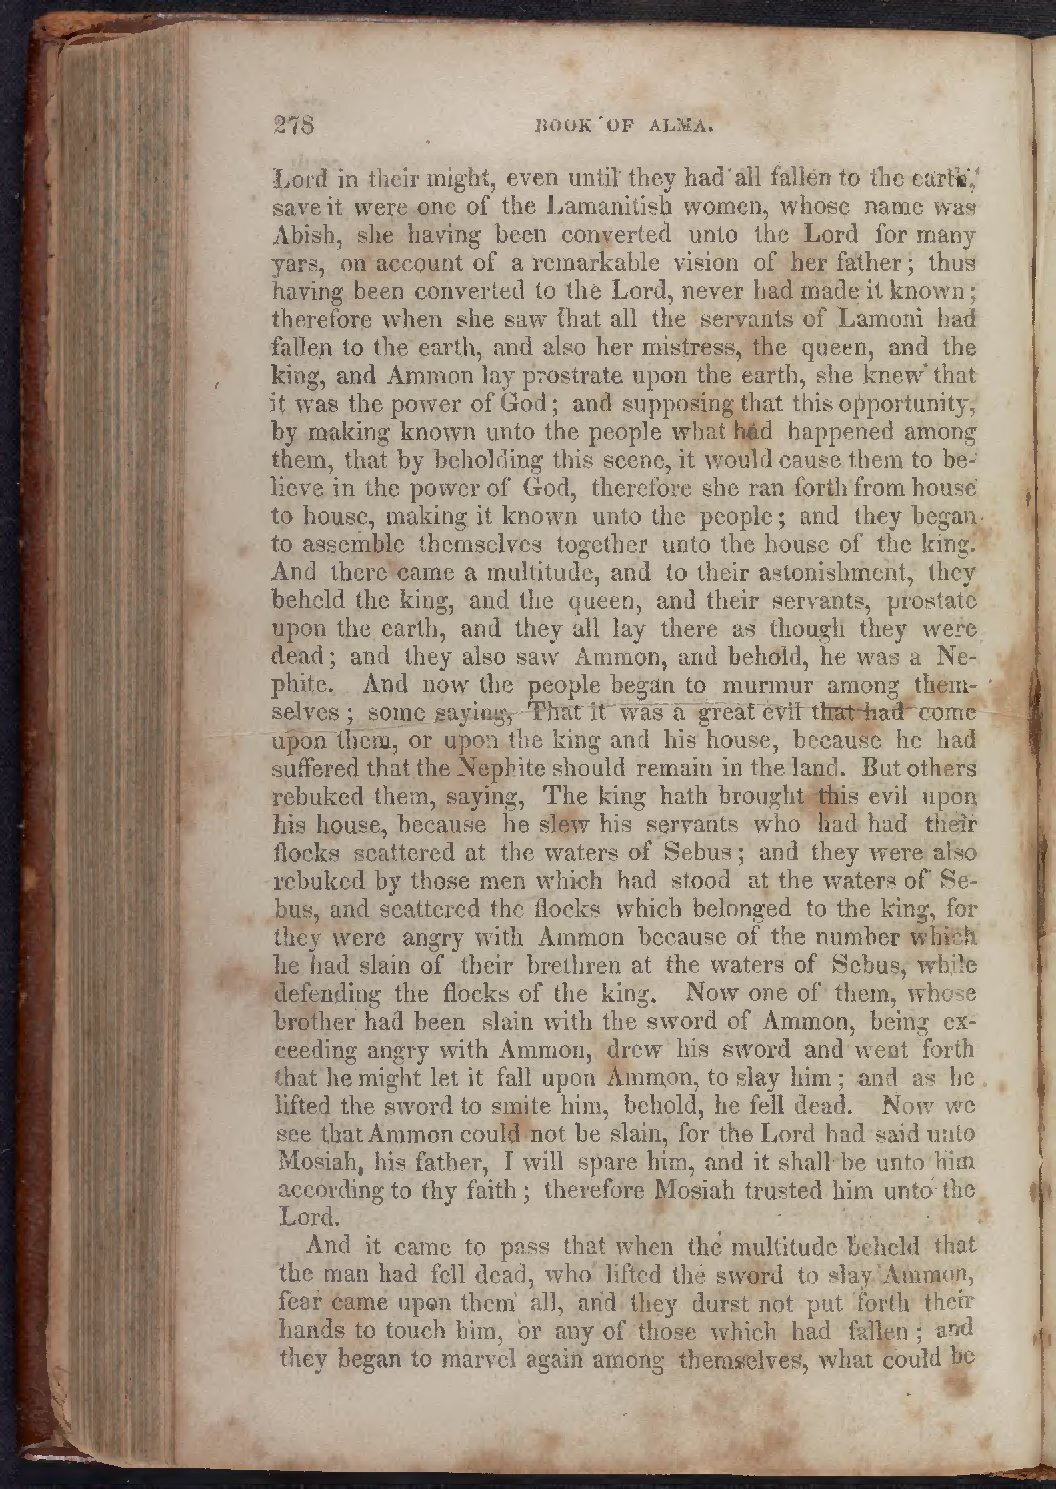 278 BOOK OF ALMA.
Lord in their might, even until they had all fallen to the earth,
save it were one of the Lamanitish women, whose name was
Abish, she having been converted unto the Lord for many
yars, on account of a remarkable vision of her father; thus
having been converted to the Lord, never had made it known;
therefore when she saw that all the servants of Lamoni had
fallen to the earth, and also her mistress, the queen, and the
king, and Ammon lay prostrate upon the earth, she knew that
it was the power of God; and supposing that this opportunity,
by making known unto the people what had happened among
them, that by beholding this scene, it would cause them to be-
lieve in the power of God, therefore she ran forth from house
to house, making it known unto the people; and they began
to assemble themselves together unto the house of the king.
And there came a multitude, and to their astonishment, they
beheld the king, and the queen, and their servants, prostate
upon the earth, and they all lay there as though they were
dead; and they also saw Ammon, and behold, he was a Ne-
phite. And now the people began to murmur among them-
selves; some saying, That it was a great evil that had come
upon them, or upon the king and his house, because he had
suffered that the Nephite should remain in the land. But others
rebuked them, saying, The king hath brought this evil upon
his house, because he slew his servants who had had their
flocks scattered at the waters of Sebus; and they were also
rebuked by those men which had stood at the waters of Se-
bus, and scattered the flocks which belonged to the king, for
they were angry with Ammon because of the number which
he had slain of their brethren at the waters of Sebus, while
defending the flocks of the king. Now one of them, whose
brother had been slain with the sword of Ammon, being ex-
ceeding angry with Ammon, drew his sword and went forth
that he might let it fall upon Ammon, to slay him; and as he
lifted the sword to smite him, behold, he fell dead. Now we
see that Ammon could not be slain, for the Lord had said unto
Mosiah, his father, I will spare him, and it shall be unto him
according to thy faith; therefore Mosiah trusted him unto the
Lord.
And it came to pass that when the multitude beheld that
the man had fell dead, who lifted the sword to slay Ammon,
fear came upon them all, and they durst not put forth their
hands to touch him, or any of those which had fallen; and
they began to marvel again among themselves, what could be